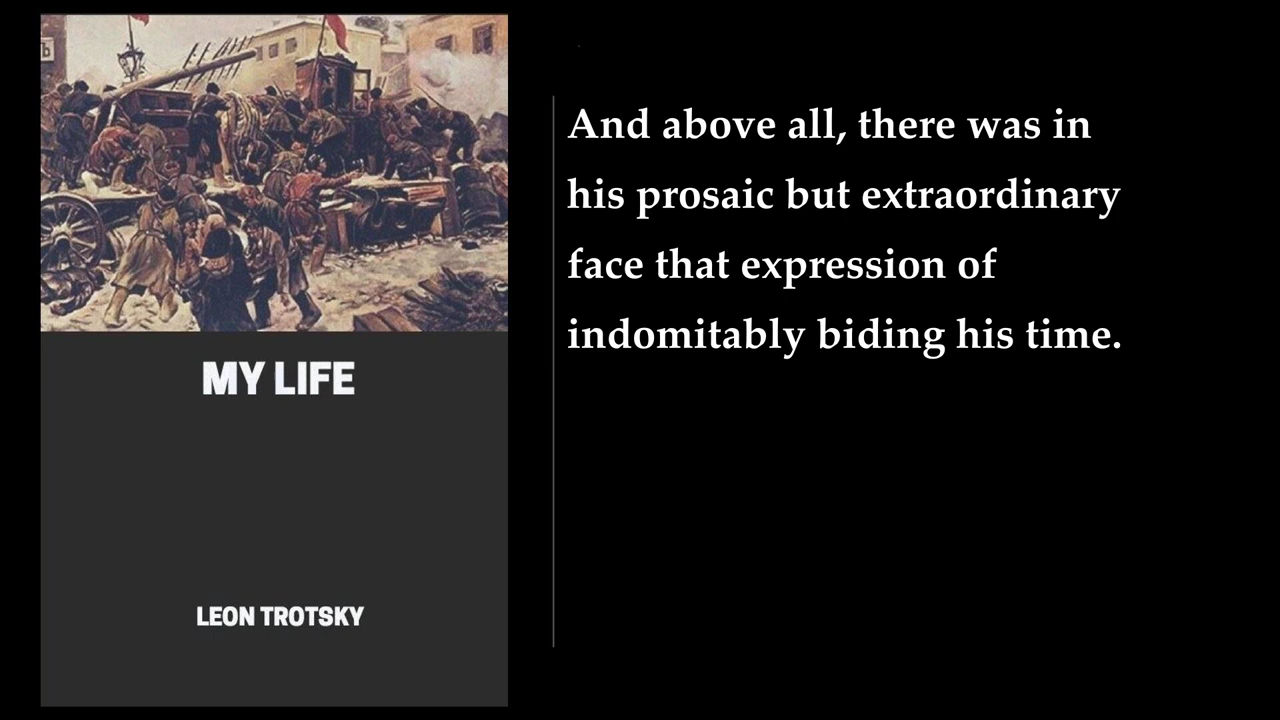 MY LIFE
LEON TROTSKY
And above all, there was in
his prosaic but extraordinary
face that expression of
indomitably biding his time.